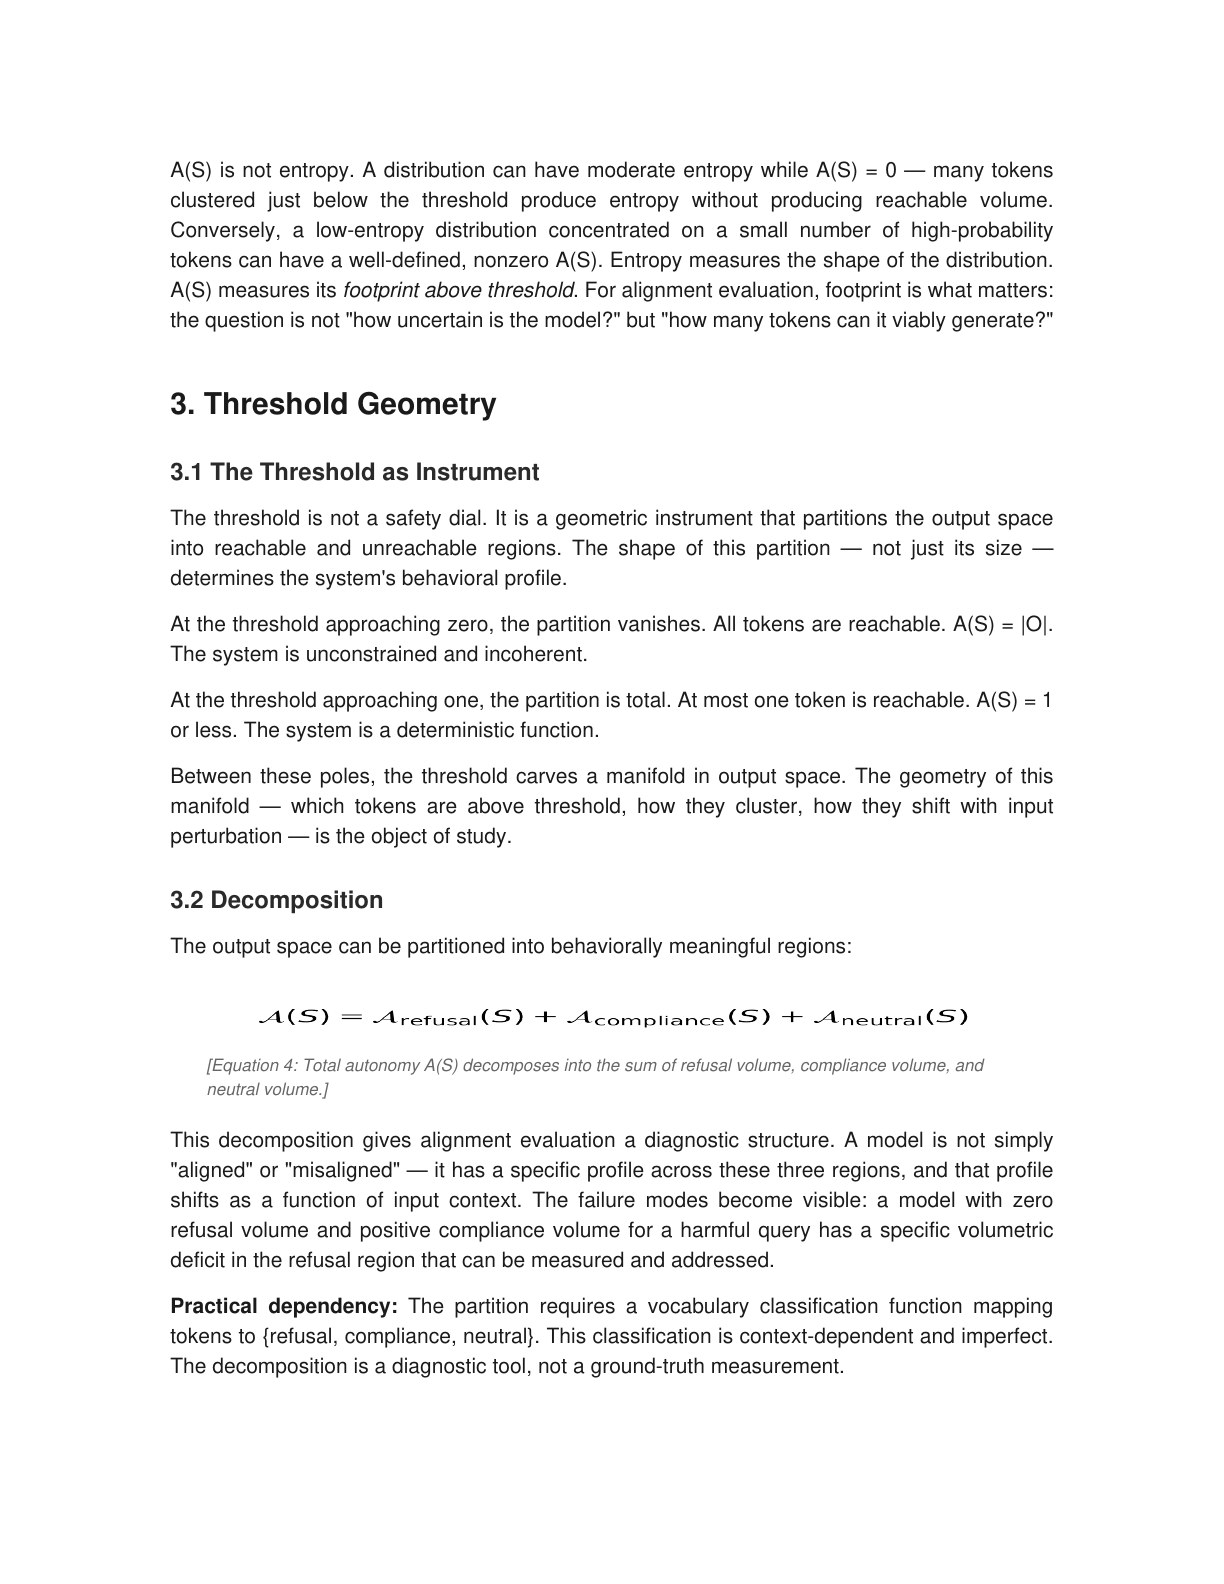 A(S) is not entropy. A distribution can have moderate entropy while A(S) = 0 — many tokens
clustered just below the threshold produce entropy without producing reachable volume.
Conversely, a low-entropy distribution concentrated on a small number of high-probability
tokens can have a well-defined, nonzero A(S). Entropy measures the shape of the distribution.
A(S) measures its footprint above threshold. For alignment evaluation, footprint is what matters:
the question is not "how uncertain is the model?" but "how many tokens can it viably generate?"
3. Threshold Geometry
3.1 The Threshold as Instrument
The threshold is not a safety dial. It is a geometric instrument that partitions the output space
into reachable and unreachable regions. The shape of this partition — not just its size —
determines the system's behavioral profile.
At the threshold approaching zero, the partition vanishes. All tokens are reachable. A(S) = |O|.
The system is unconstrained and incoherent.
At the threshold approaching one, the partition is total. At most one token is reachable. A(S) = 1
or less. The system is a deterministic function.
Between these poles, the threshold carves a manifold in output space. The geometry of this
manifold — which tokens are above threshold, how they cluster, how they shift with input
perturbation — is the object of study.
3.2 Decomposition
The output space can be partitioned into behaviorally meaningful regions:
𝒜(S) = 𝒜refusal(S) + 𝒜compliance(S) + 𝒜neutral(S)
[Equation 4: Total autonomy A(S) decomposes into the sum of refusal volume, compliance volume, and
neutral volume.]
This decomposition gives alignment evaluation a diagnostic structure. A model is not simply
"aligned" or "misaligned" — it has a specific profile across these three regions, and that profile
shifts as a function of input context. The failure modes become visible: a model with zero
refusal volume and positive compliance volume for a harmful query has a specific volumetric
deficit in the refusal region that can be measured and addressed.
Practical dependency: The partition requires a vocabulary classification function mapping
tokens to {refusal, compliance, neutral}. This classification is context-dependent and imperfect.
The decomposition is a diagnostic tool, not a ground-truth measurement.